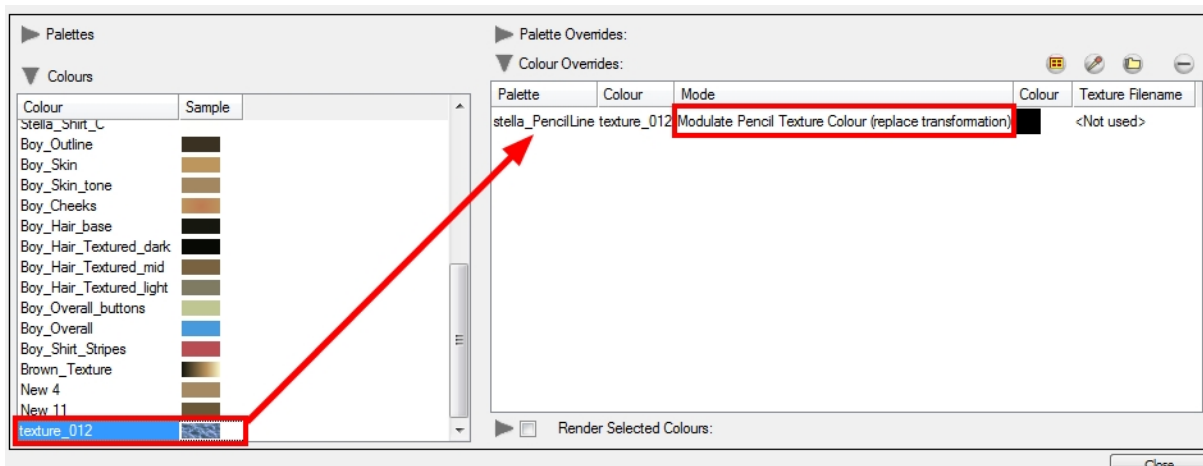 Palettes
Colours
Colour Sample
Stella_Shirt_C
Boy_Outline
Boy_Skin
Boy_Skin_tone
Boy_Cheeks
Boy_Hair_base
Boy_Hair_Textured_dark
Boy_Hair_Textured_mid
Boy_Hair_Textured_light
Boy_Overall_buttons
Boy_Overall
Boy_Shirt_Stripes
Brown_Texture
New 4
New 11
texture_012
Palette Overrides:
Colour Overrides:
Palette Colour Mode Colour Texture Filename
stella_PencilLine texture_012 Modulate Pencil Texture Colour (replace transformation) <Not used>
Render Selected Colours:
Close